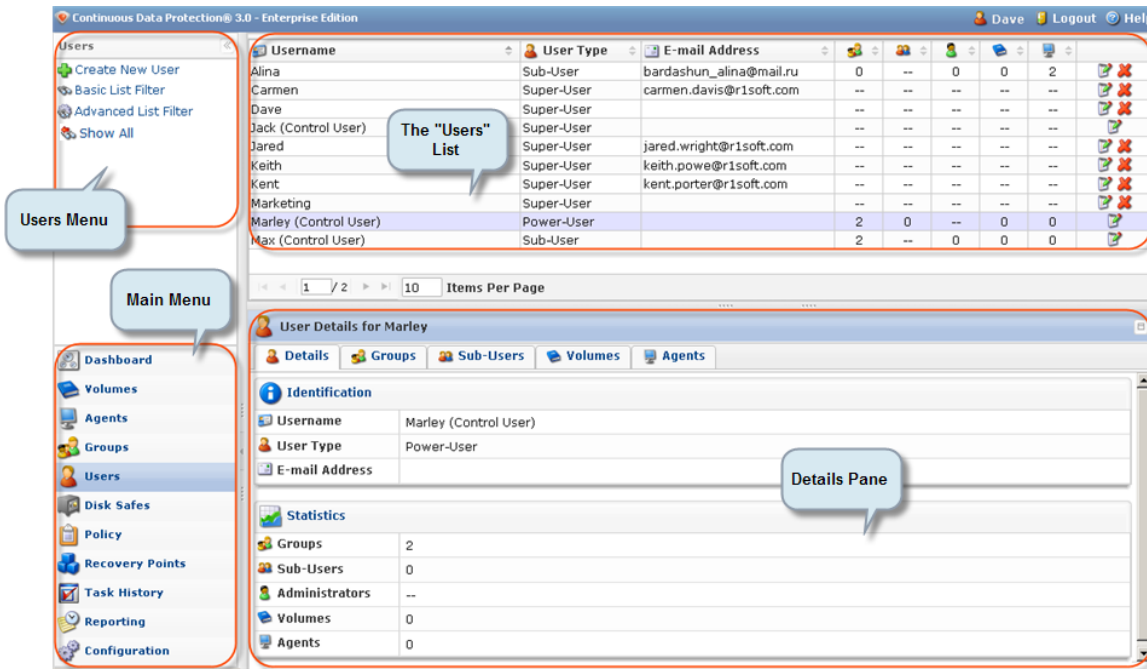 Continuous Data Protection® 3.0 - Enterprise Edition Dave Logout Help
Users
Create New User
Basic List Filter
Advanced List Filter
Show All
Users Menu
Username User Type E-mail Address
Alina Sub-User bardashun_alina@mail.ru 0 -- 0 0 2
Carmen Super-User carmen.davis@r1soft.com -- -- -- -- --
Dave Super-User -- -- -- -- --
Jack (Control User) Super-User -- -- -- -- --
Jared Super-User jared.wright@r1soft.com -- -- -- -- --
Keith Super-User keith.powe@r1soft.com -- -- -- -- --
Kent Super-User kent.porter@r1soft.com -- -- -- -- --
Marketing Super-User -- -- -- -- --
Marley (Control User) Power-User 2 0 -- 0 0
Max (Control User) Sub-User 2 -- 0 0 0
The "Users"
List
1 / 2 10 Items Per Page
Main Menu
Dashboard
Volumes
Agents
Groups
Users
Disk Safes
Policy
Recovery Points
Task History
Reporting
Configuration
User Details for Marley
Details Groups Sub-Users Volumes Agents
Identification
Username Marley (Control User)
User Type Power-User
E-mail Address
Details Pane
Statistics
Groups 2
Sub-Users 0
Administrators --
Volumes 0
Agents 0